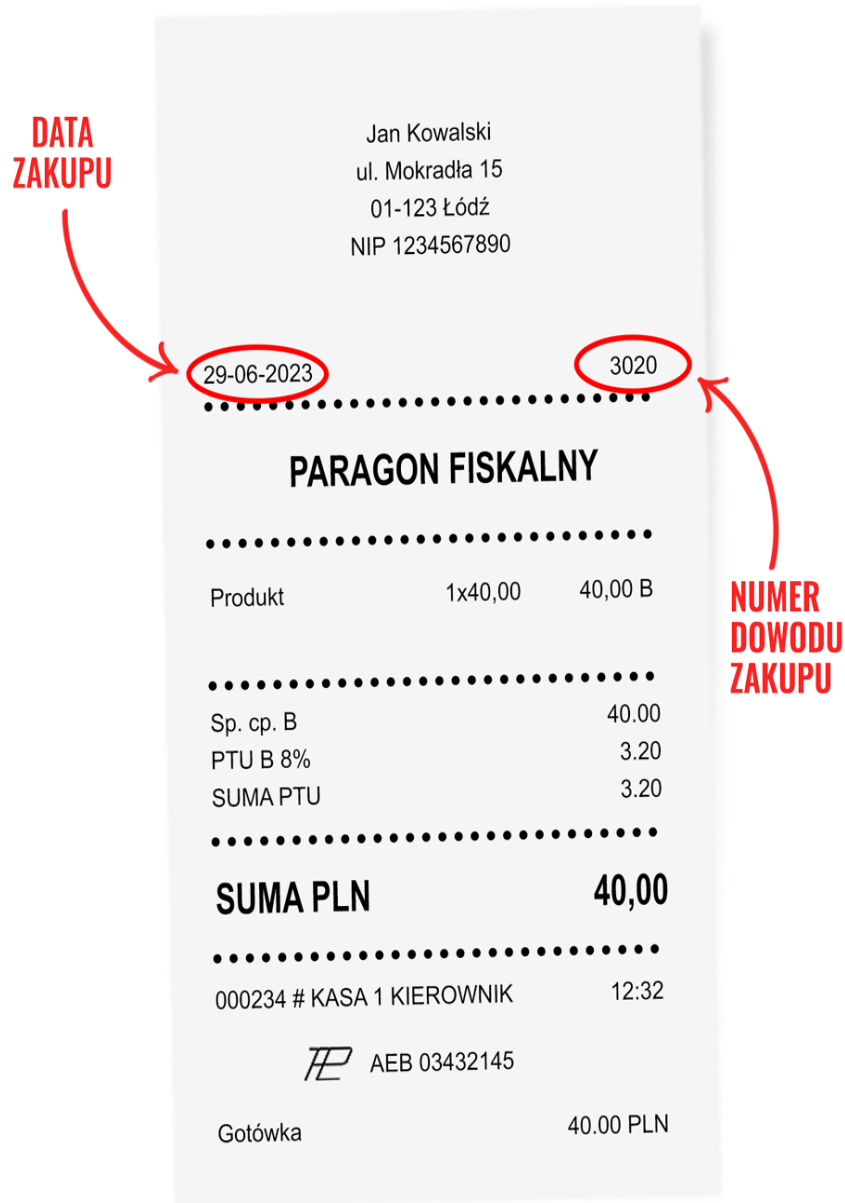 DATA
ZAKUPU
Jan Kowalski
ul. Mokradła 15
01-123 Łódź
NIP 1234567890
29-06-2023 3020
PARAGON FISKALNY
NUMER
DOWODU
ZAKUPU
Produkt 1x40,00 40,00 B
Sp. cp. B 40.00
PTU B 8% 3.20
SUMA PTU 3.20
SUMA PLN 40,00
000234 # KASA 1 KIEROWNIK 12:32
AEB 03432145
Gotówka 40.00 PLN